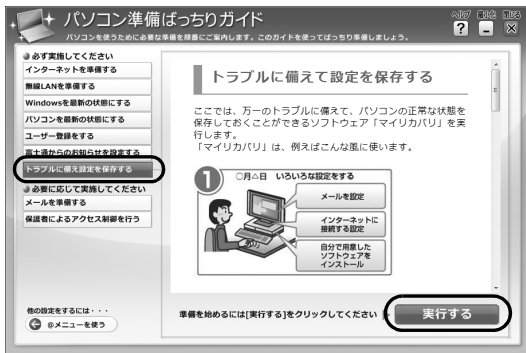 パソコン準備ばっちりガイド
パソコンを使うために必要な準備を順番にご案内します。このガイドを使ってばっちり準備しましょう。
ヘルプ 最小化 閉じる
? _ ×
必ず実施してください
インターネットを準備する
無線LANを準備する
Windowsを最新の状態にする
パソコンを最新の状態にする
ユーザー登録をする
富士通からのお知らせを設定する
トラブルに備え設定を保存する
必要に応じて実施してください
メールを準備する
保護者によるアクセス制御を行う
他の設定をするには・・・
@メニューを使う
トラブルに備えて設定を保存する
ここでは、万一のトラブルに備えて、パソコンの正常な状態を
保存しておくことができるソフトウェア「マイリカバリ」を実
行します。
「マイリカバリ」は、例えばこんな風に使います。
1 ○月△日 いろいろな設定をする
メールを設定
インターネットに
接続する設定
自分で用意した
ソフトウェアを
インストール
準備を始めるには[実行する]をクリックしてください
実行する